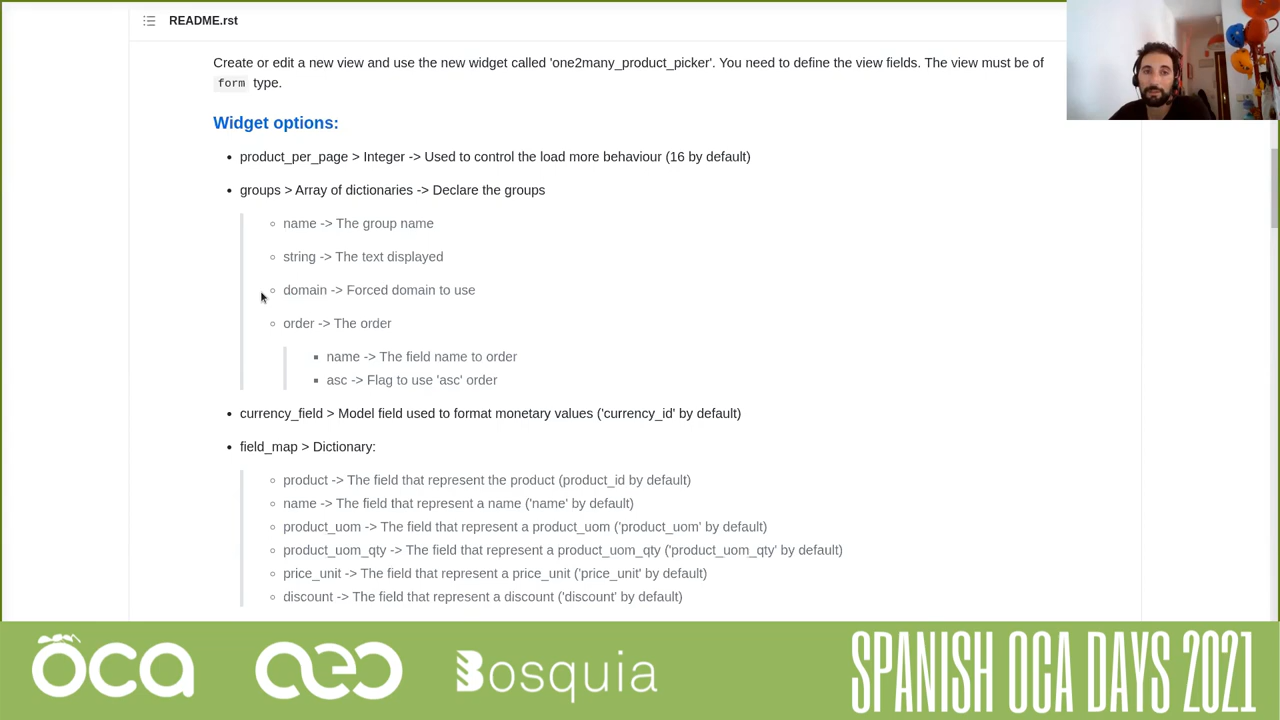 README.rst
Create or edit a new view and use the new widget called 'one2many_product_picker'. You need to define the view fields. The view must be of
form type.
Widget options:
• product_per_page > Integer -> Used to control the load more behaviour (16 by default)
• groups > Array of dictionaries -> Declare the groups
◦ name -> The group name
◦ string -> The text displayed
◦ domain -> Forced domain to use
◦ order -> The order
▪ name -> The field name to order
▪ asc -> Flag to use 'asc' order
• currency_field > Model field used to format monetary values ('currency_id' by default)
• field_map > Dictionary:
◦ product -> The field that represent the product (product_id by default)
◦ name -> The field that represent a name ('name' by default)
◦ product_uom -> The field that represent a product_uom ('product_uom' by default)
◦ product_uom_qty -> The field that represent a product_uom_qty ('product_uom_qty' by default)
◦ price_unit -> The field that represent a price_unit ('price_unit' by default)
◦ discount -> The field that represent a discount ('discount' by default)
oca aeo Bosquia SPANISH OCA DAYS 2021